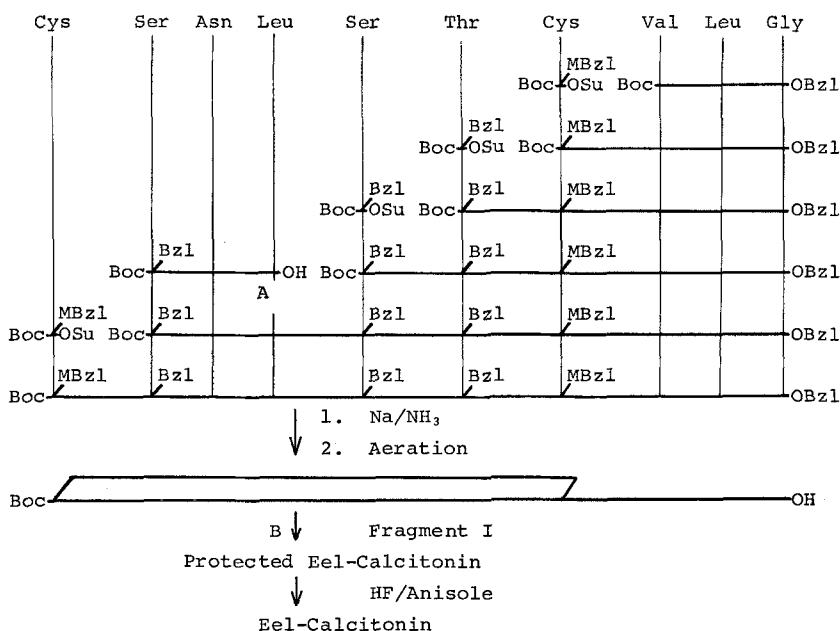 Cys Ser Asn Leu Ser Thr Cys Val Leu Gly
MBzl
Boc OSu Boc OBzl
Bzl MBzl
Boc OSu Boc OBzl
Bzl Bzl MBzl
Boc OSu Boc OBzl
Bzl Bzl Bzl MBzl
Boc OH Boc OBzl
A
MBzl Bzl Bzl Bzl MBzl
Boc OSu Boc OBzl
MBzl Bzl Bzl Bzl MBzl
Boc OBzl
1. Na/NH₃
2. Aeration
Boc OH
B Fragment I
Protected Eel-Calcitonin
HF/Anisole
Eel-Calcitonin